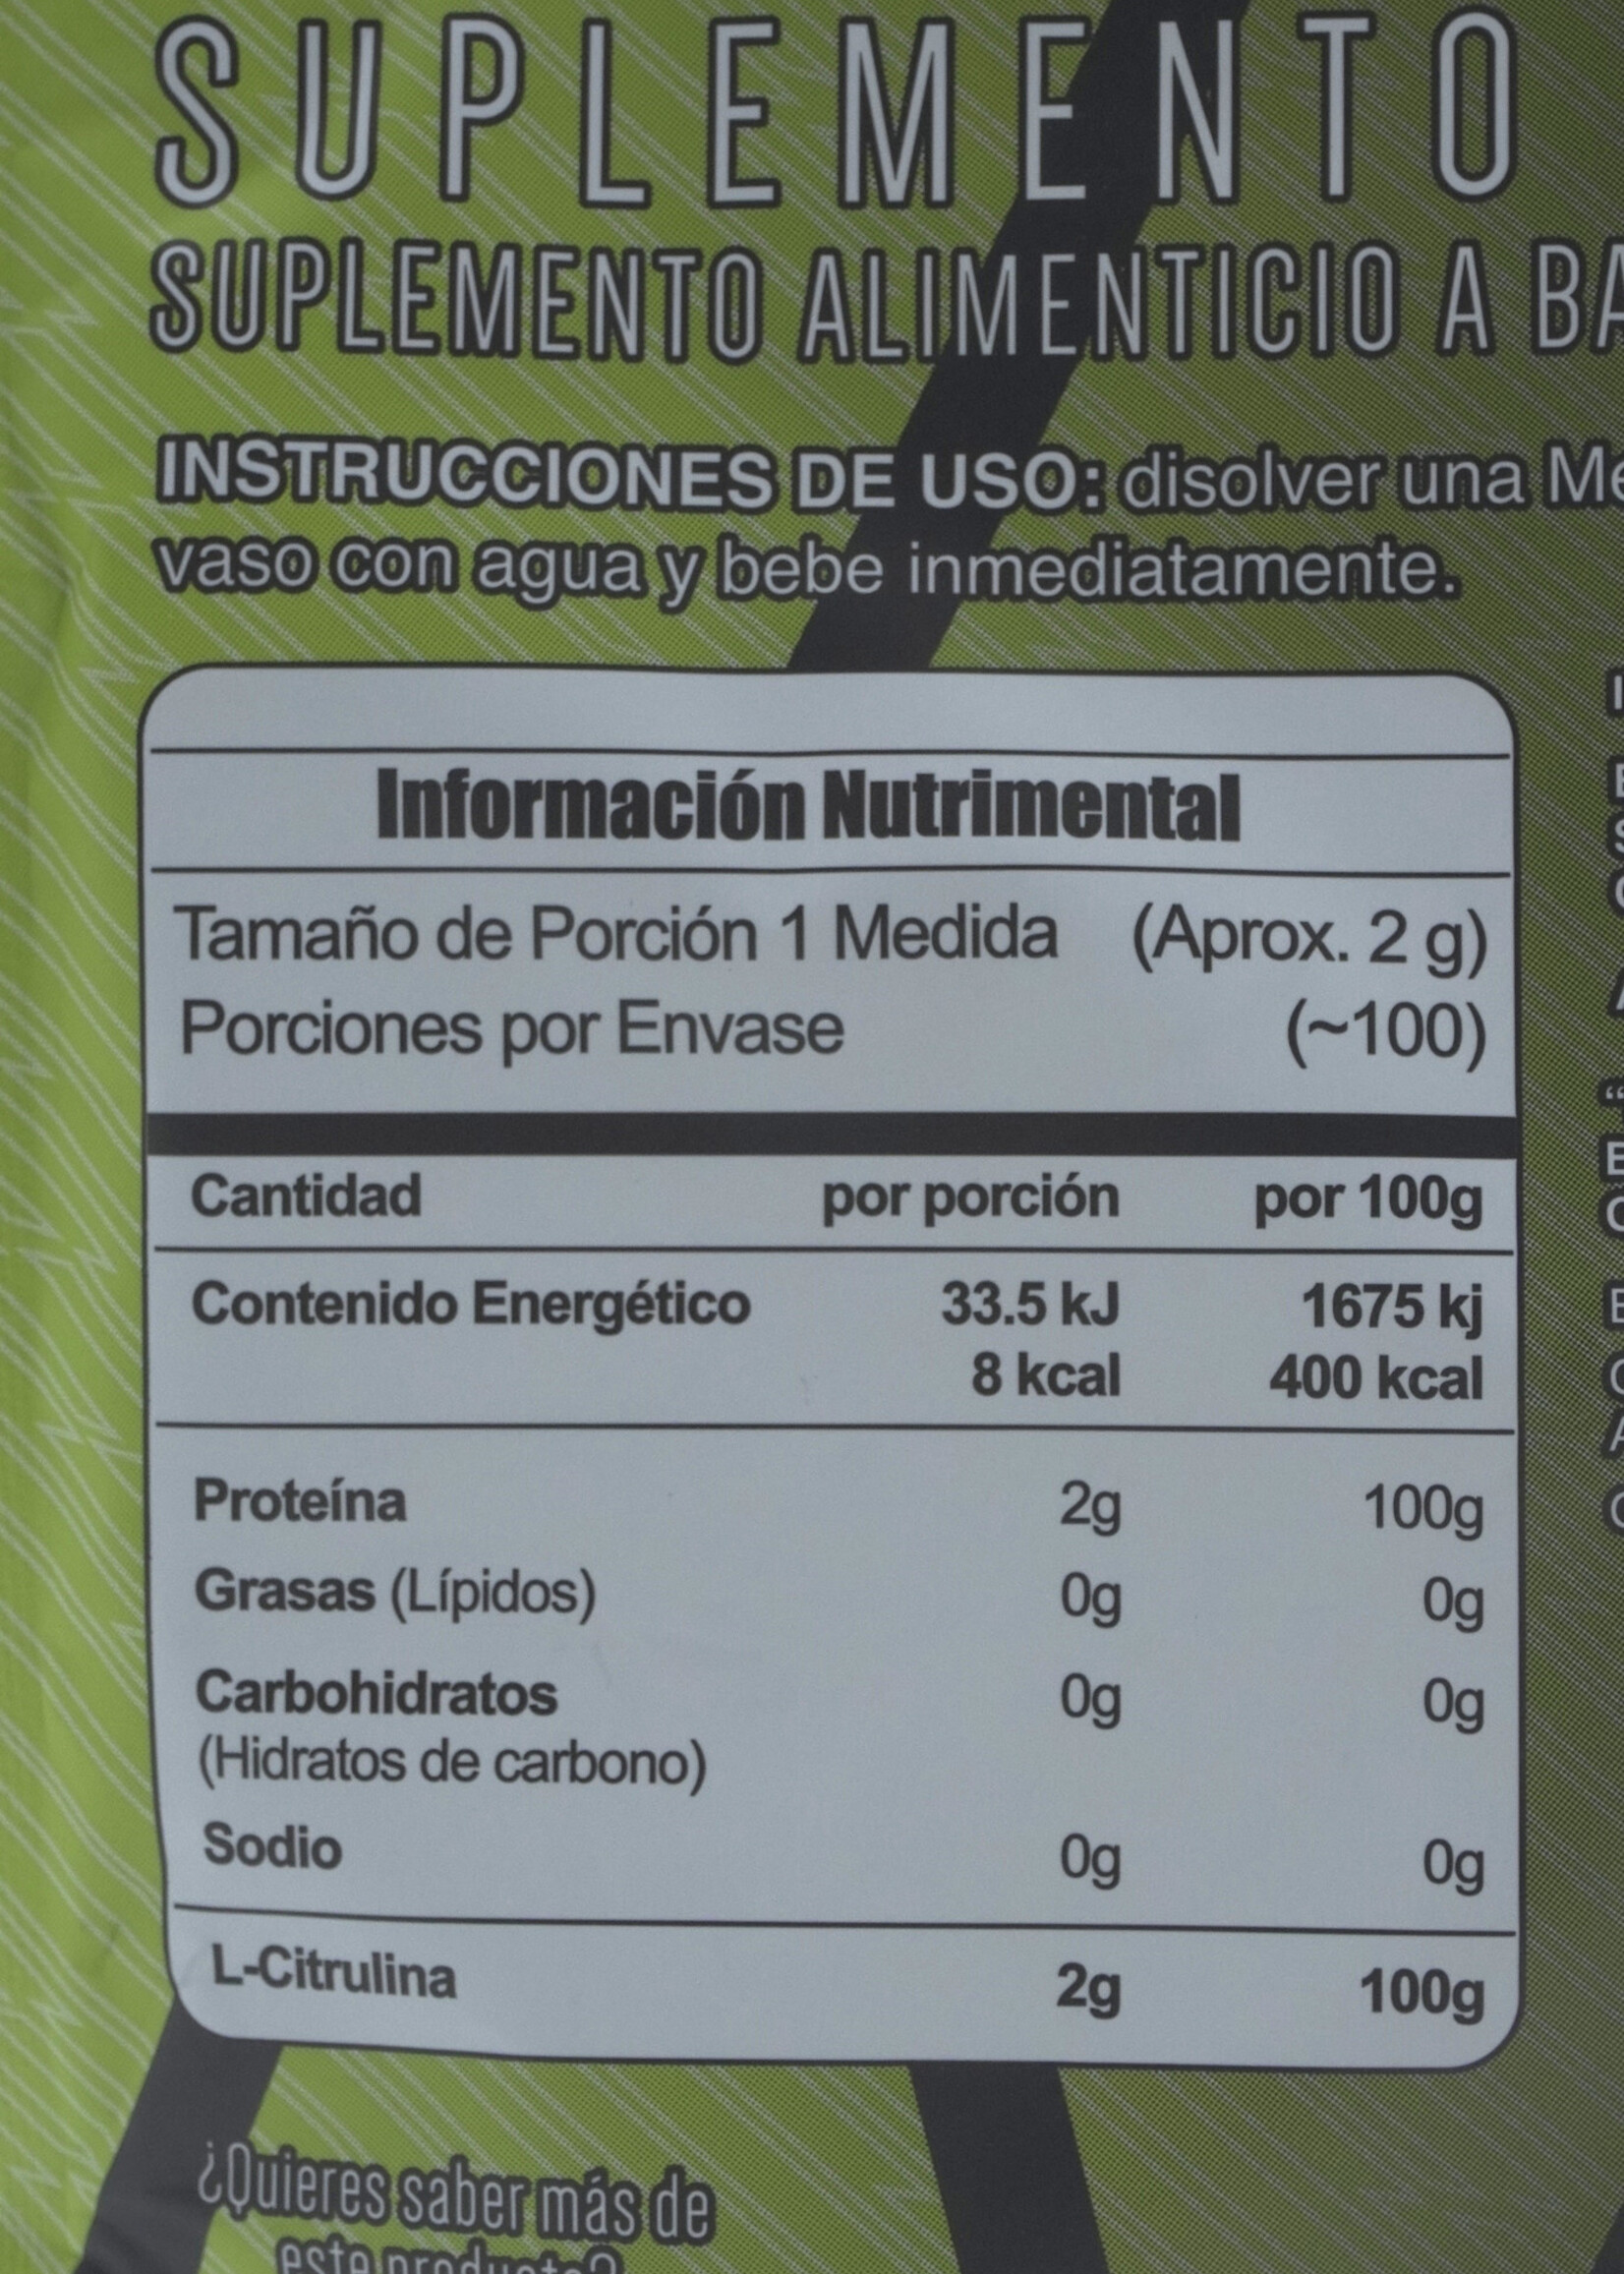 SUPLEMENTO
SUPLEMENTO ALIMENTICIO A
INSTRUCCIONES DE USO: disolver una
vaso con agua y bebe inmediatamente.
Información Nutrimental
Tamaño de Porción 1 Medida (Aprox. 2 g)
Porciones por Envase (~100)
Cantidad por porción por 100g
Contenido Energético 33.5 kJ 1675 kj
8 kcal 400 kcal
Proteína 2g 100g
Grasas (Lípidos) 0g 0g
Carbohidratos 0g 0g
(Hidratos de carbono)
Sodio 0g 0g
L-Citrulina 2g 100g
¿Quieres saber más de
este producto?